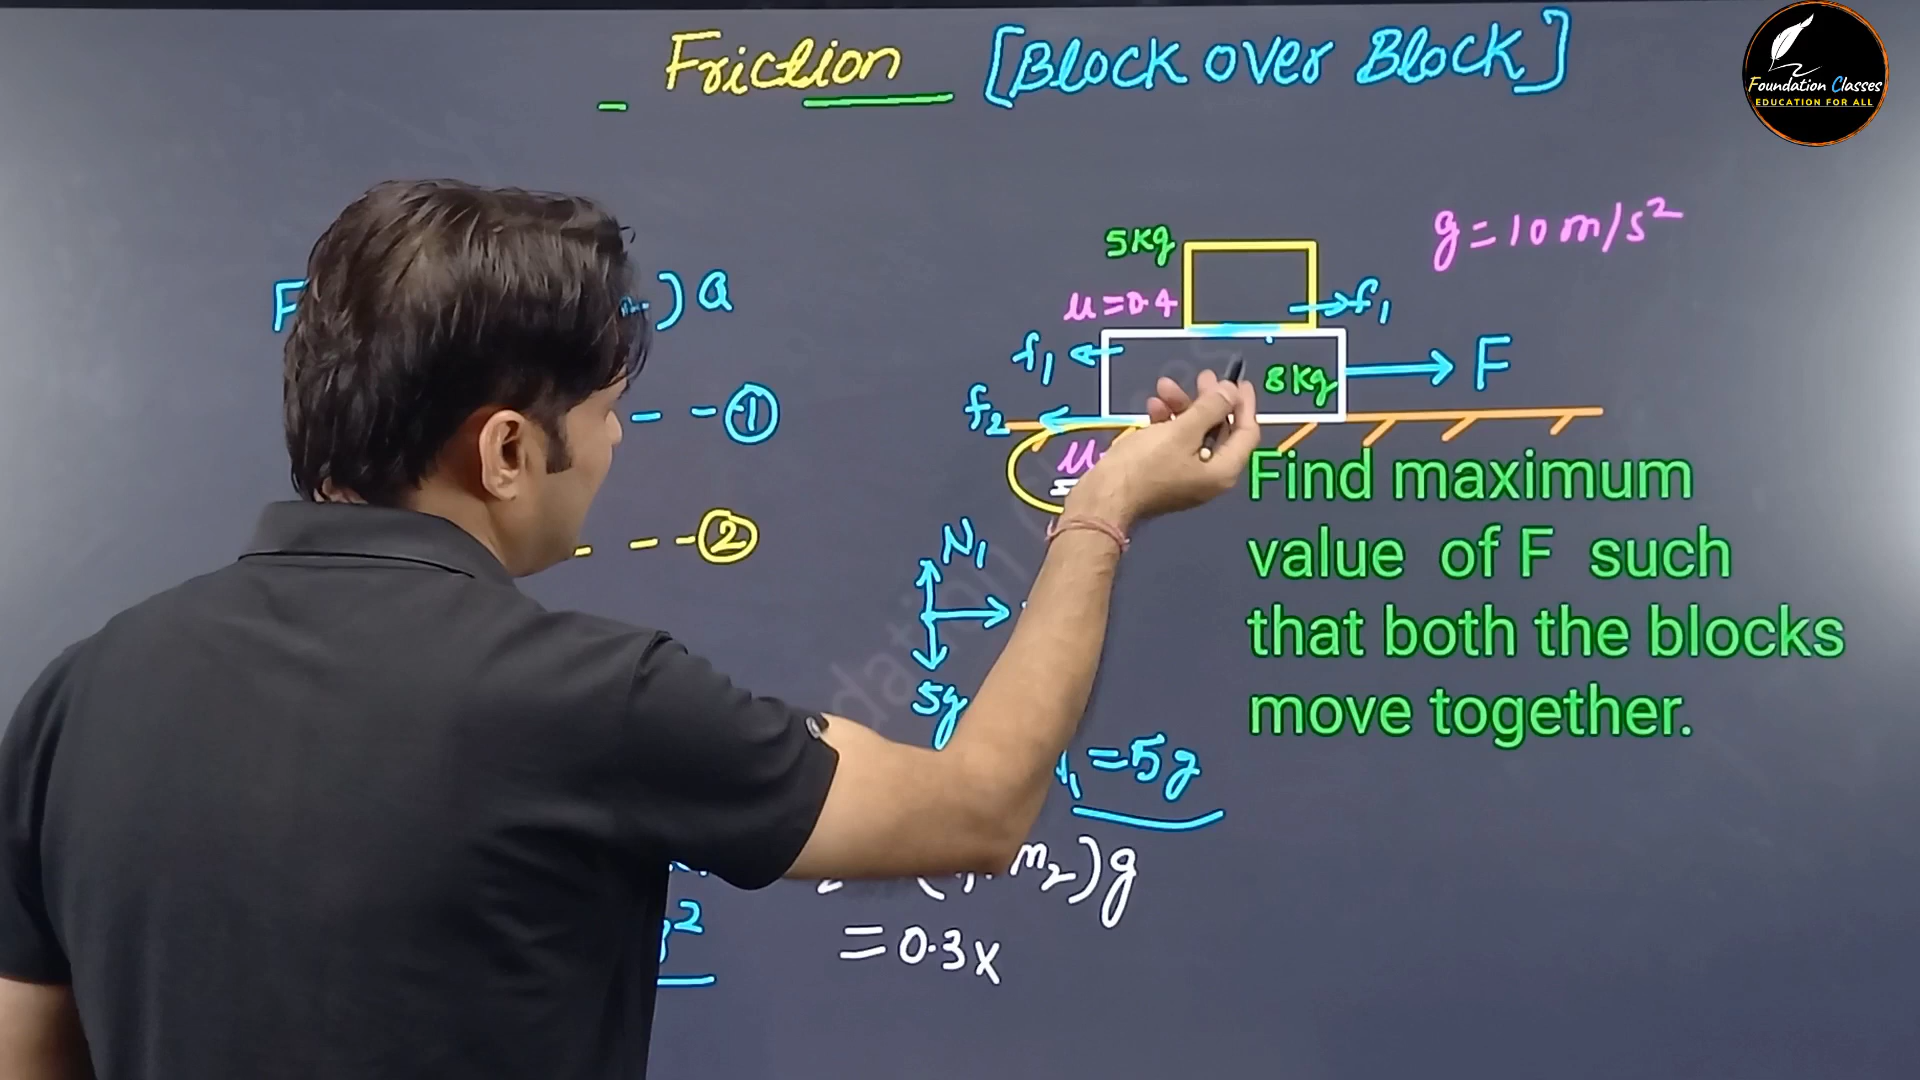 Friction [Block over Block]
Foundation Classes
EDUCATION FOR ALL
g = 10 m/s²
5kg
μ = 0.4
f₁
f₁
8kg
F
f₂
μ
F ) a
- - ①
- - - ②
N₁
5g
= 5g
m₂)g
= 0.3 x
Find maximum
value of F such
that both the blocks
move together.